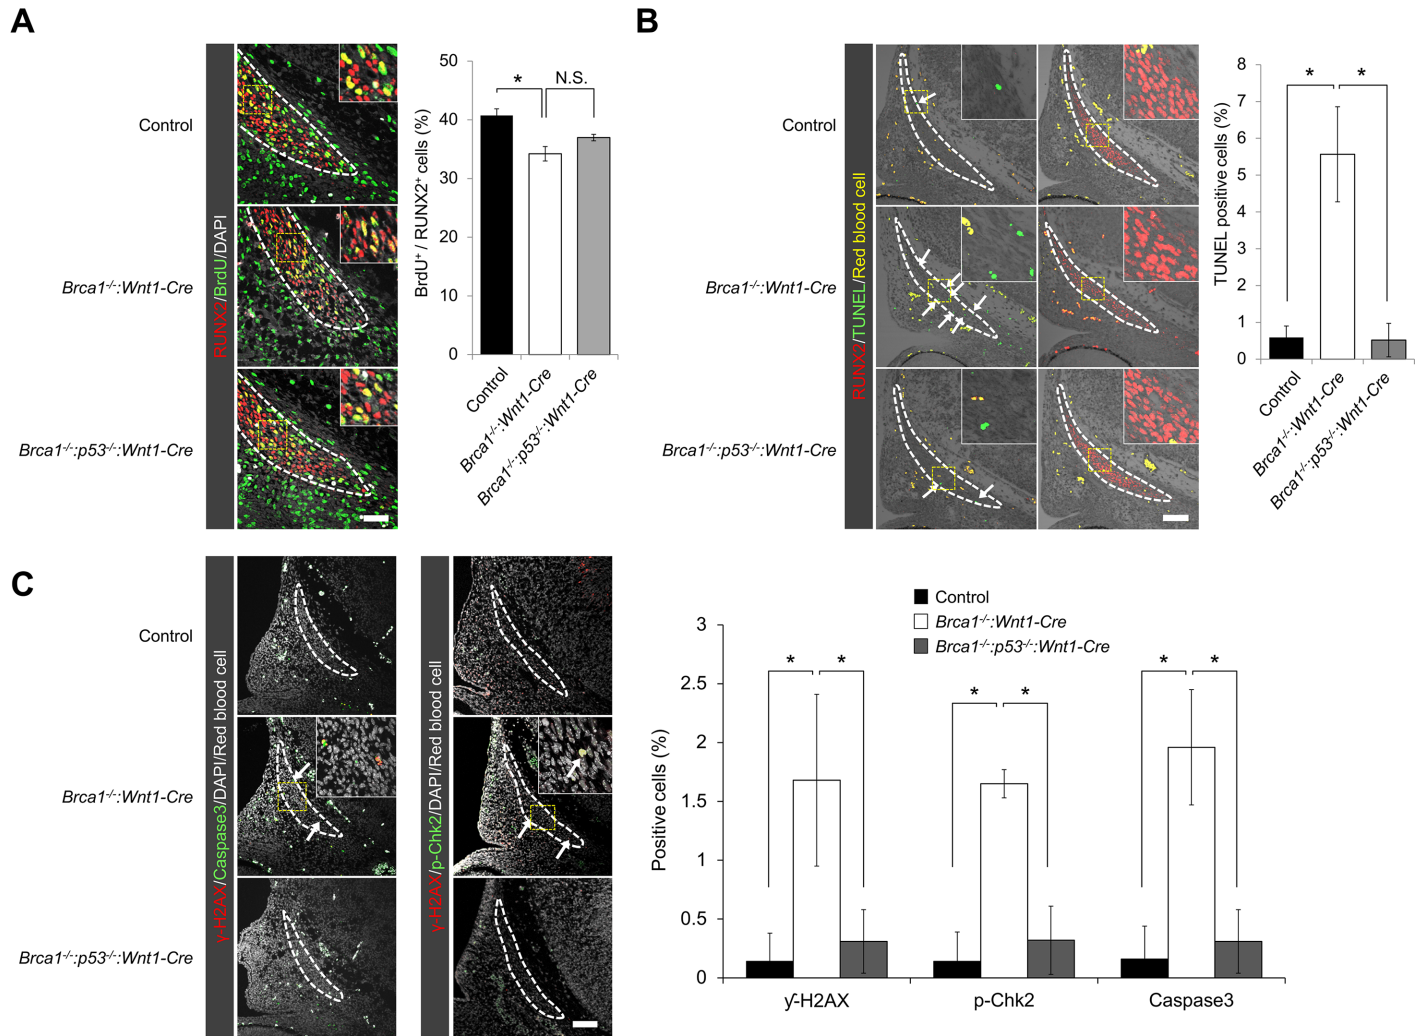 A
Control
Brca1-/-:Wnt1-Cre
Brca1-/-:p53-/-:Wnt1-Cre
RUNX2/BrdU/DAPI
BrdU+ / RUNX2+ cells (%)
50
40
30
20
10
0
*
N.S.
Control
Brca1-/-:Wnt1-Cre
Brca1-/-:p53-/-:Wnt1-Cre
B
Control
Brca1-/-:Wnt1-Cre
Brca1-/-:p53-/-:Wnt1-Cre
RUNX2/TUNEL/Red blood cell
TUNEL positive cells (%)
8
7
6
5
4
3
2
1
0
* *
Control
Brca1-/-:Wnt1-Cre
Brca1-/-:p53-/-:Wnt1-Cre
C
Control
Brca1-/-:Wnt1-Cre
Brca1-/-:p53-/-:Wnt1-Cre
γ-H2AX/Caspase3/DAPI/Red blood cell
γ-H2AX/p-Chk2/DAPI/Red blood cell
Control
Brca1-/-:Wnt1-Cre
Brca1-/-:p53-/-:Wnt1-Cre
Positive cells (%)
3
2.5
2
1.5
1
0.5
0
* *
* *
* *
γ-H2AX
p-Chk2
Caspase3